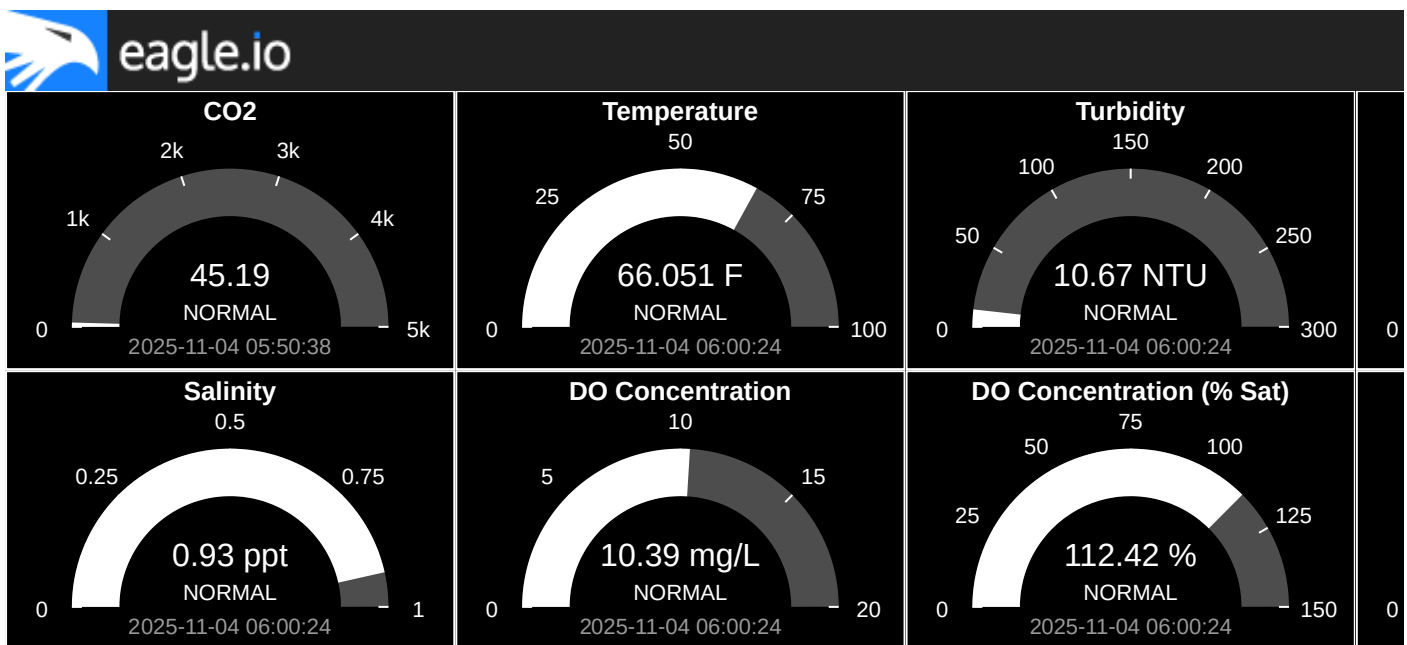 eagle.io
CO2
2k
3k
1k
4k
45.19
NORMAL
0
5k
2025-11-04 05:50:38
Temperature
50
25
75
66.051 F
NORMAL
0
100
2025-11-04 06:00:24
Turbidity
150
100
200
50
250
10.67 NTU
NORMAL
0
300
2025-11-04 06:00:24
0
Salinity
0.5
0.25
0.75
0.93 ppt
NORMAL
0
1
2025-11-04 06:00:24
DO Concentration
10
5
15
10.39 mg/L
NORMAL
0
20
2025-11-04 06:00:24
DO Concentration (% Sat)
75
50
100
25
125
112.42 %
NORMAL
0
150
2025-11-04 06:00:24
0